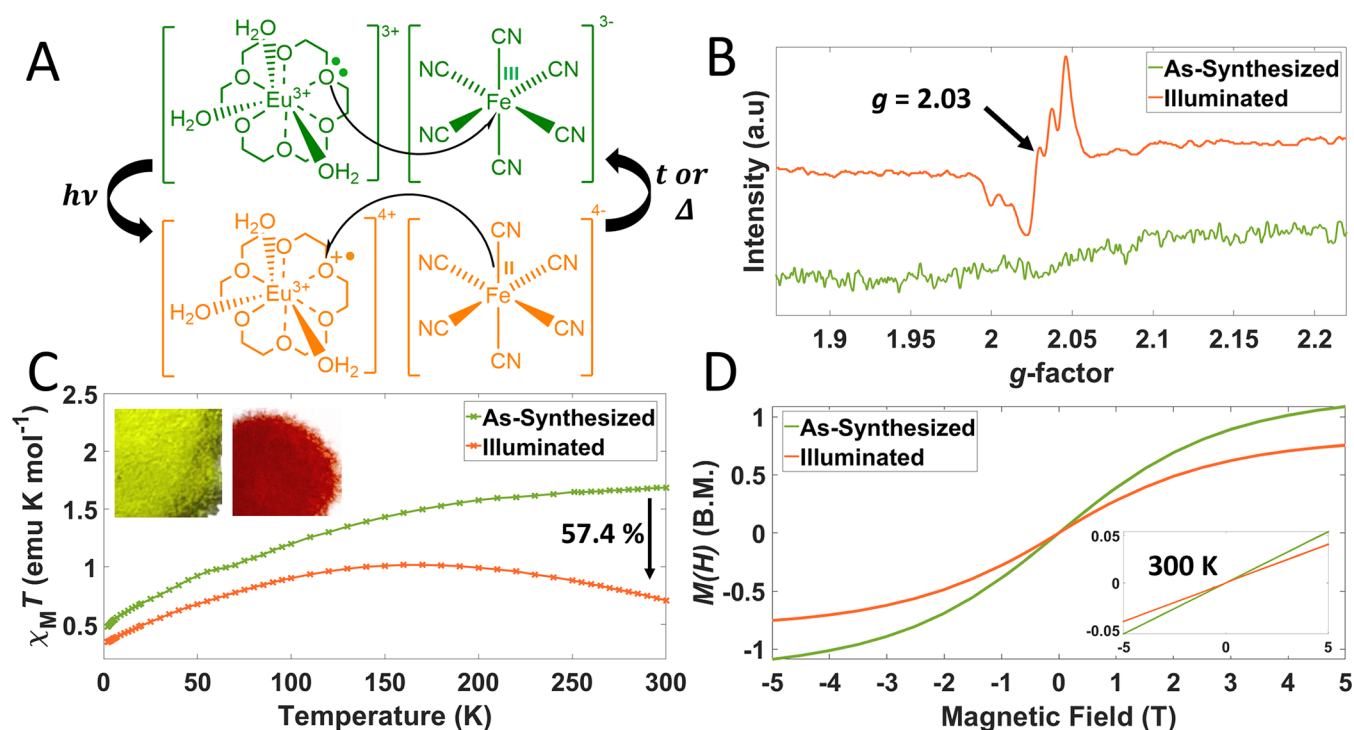 A
H₂O
3+
3-
O
O
O
Eu³⁺
O
O
O
H₂O
OH₂
CN
NC
III
CN
Fe
NC
CN
CN
hν
t or
Δ
H₂O
4+
4-
O
O
O
+•
Eu³⁺
O
O
O
H₂O
OH₂
CN
NC
II
CN
Fe
NC
CN
CN
B
As-Synthesized
Illuminated
g = 2.03
Intensity (a.u)
1.9 1.95 2 2.05 2.1 2.15 2.2
g-factor
C
As-Synthesized
Illuminated
57.4 %
χ_M T (emu K mol⁻¹)
2.5
2
1.5
1
0.5
0 50 100 150 200 250 300
Temperature (K)
D
As-Synthesized
Illuminated
M(H) (B.M.)
1
0.5
0
-0.5
-1
300 K
0.05
0
-0.05
-5 0 5
-5 -4 -3 -2 -1 0 1 2 3 4 5
Magnetic Field (T)